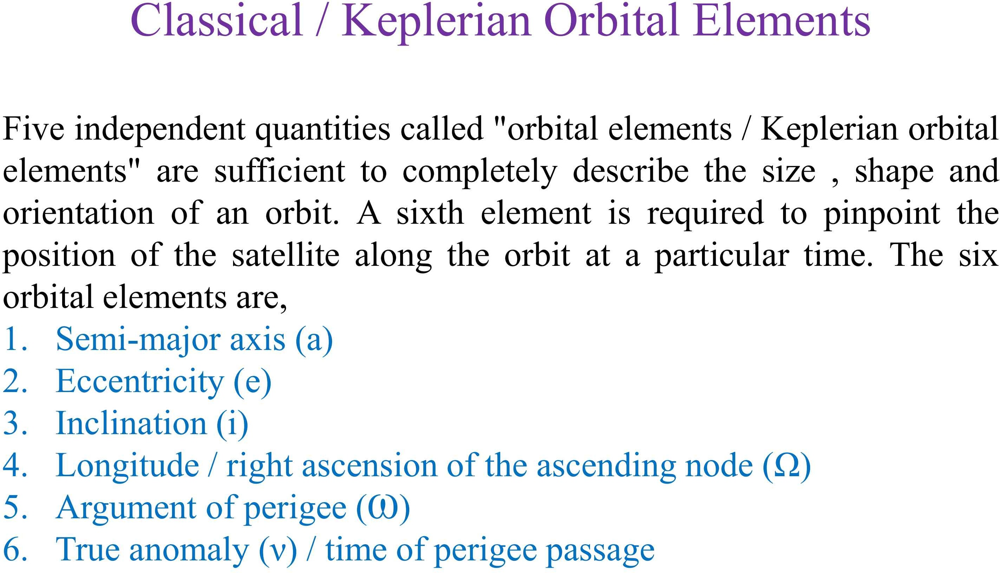 Classical / Keplerian Orbital Elements
Five independent quantities called "orbital elements / Keplerian orbital
elements" are sufficient to completely describe the size , shape and
orientation of an orbit. A sixth element is required to pinpoint the
position of the satellite along the orbit at a particular time. The six
orbital elements are,
1. Semi-major axis (a)
2. Eccentricity (e)
3. Inclination (i)
4. Longitude / right ascension of the ascending node (Ω)
5. Argument of perigee (ω)
6. True anomaly (ν) / time of perigee passage